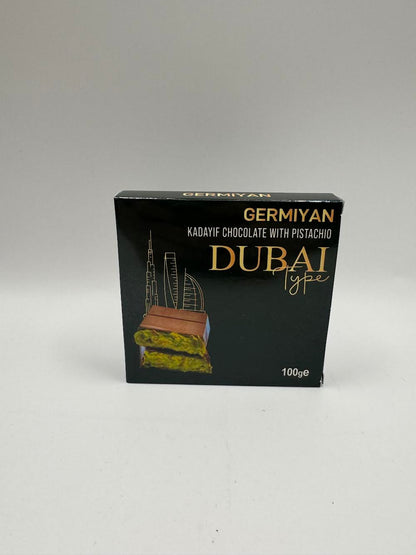 GERMIYAN
GERMIYAN
KADAYIF CHOCOLATE WITH PISTACHIO
DUBAI
Type
100g℮